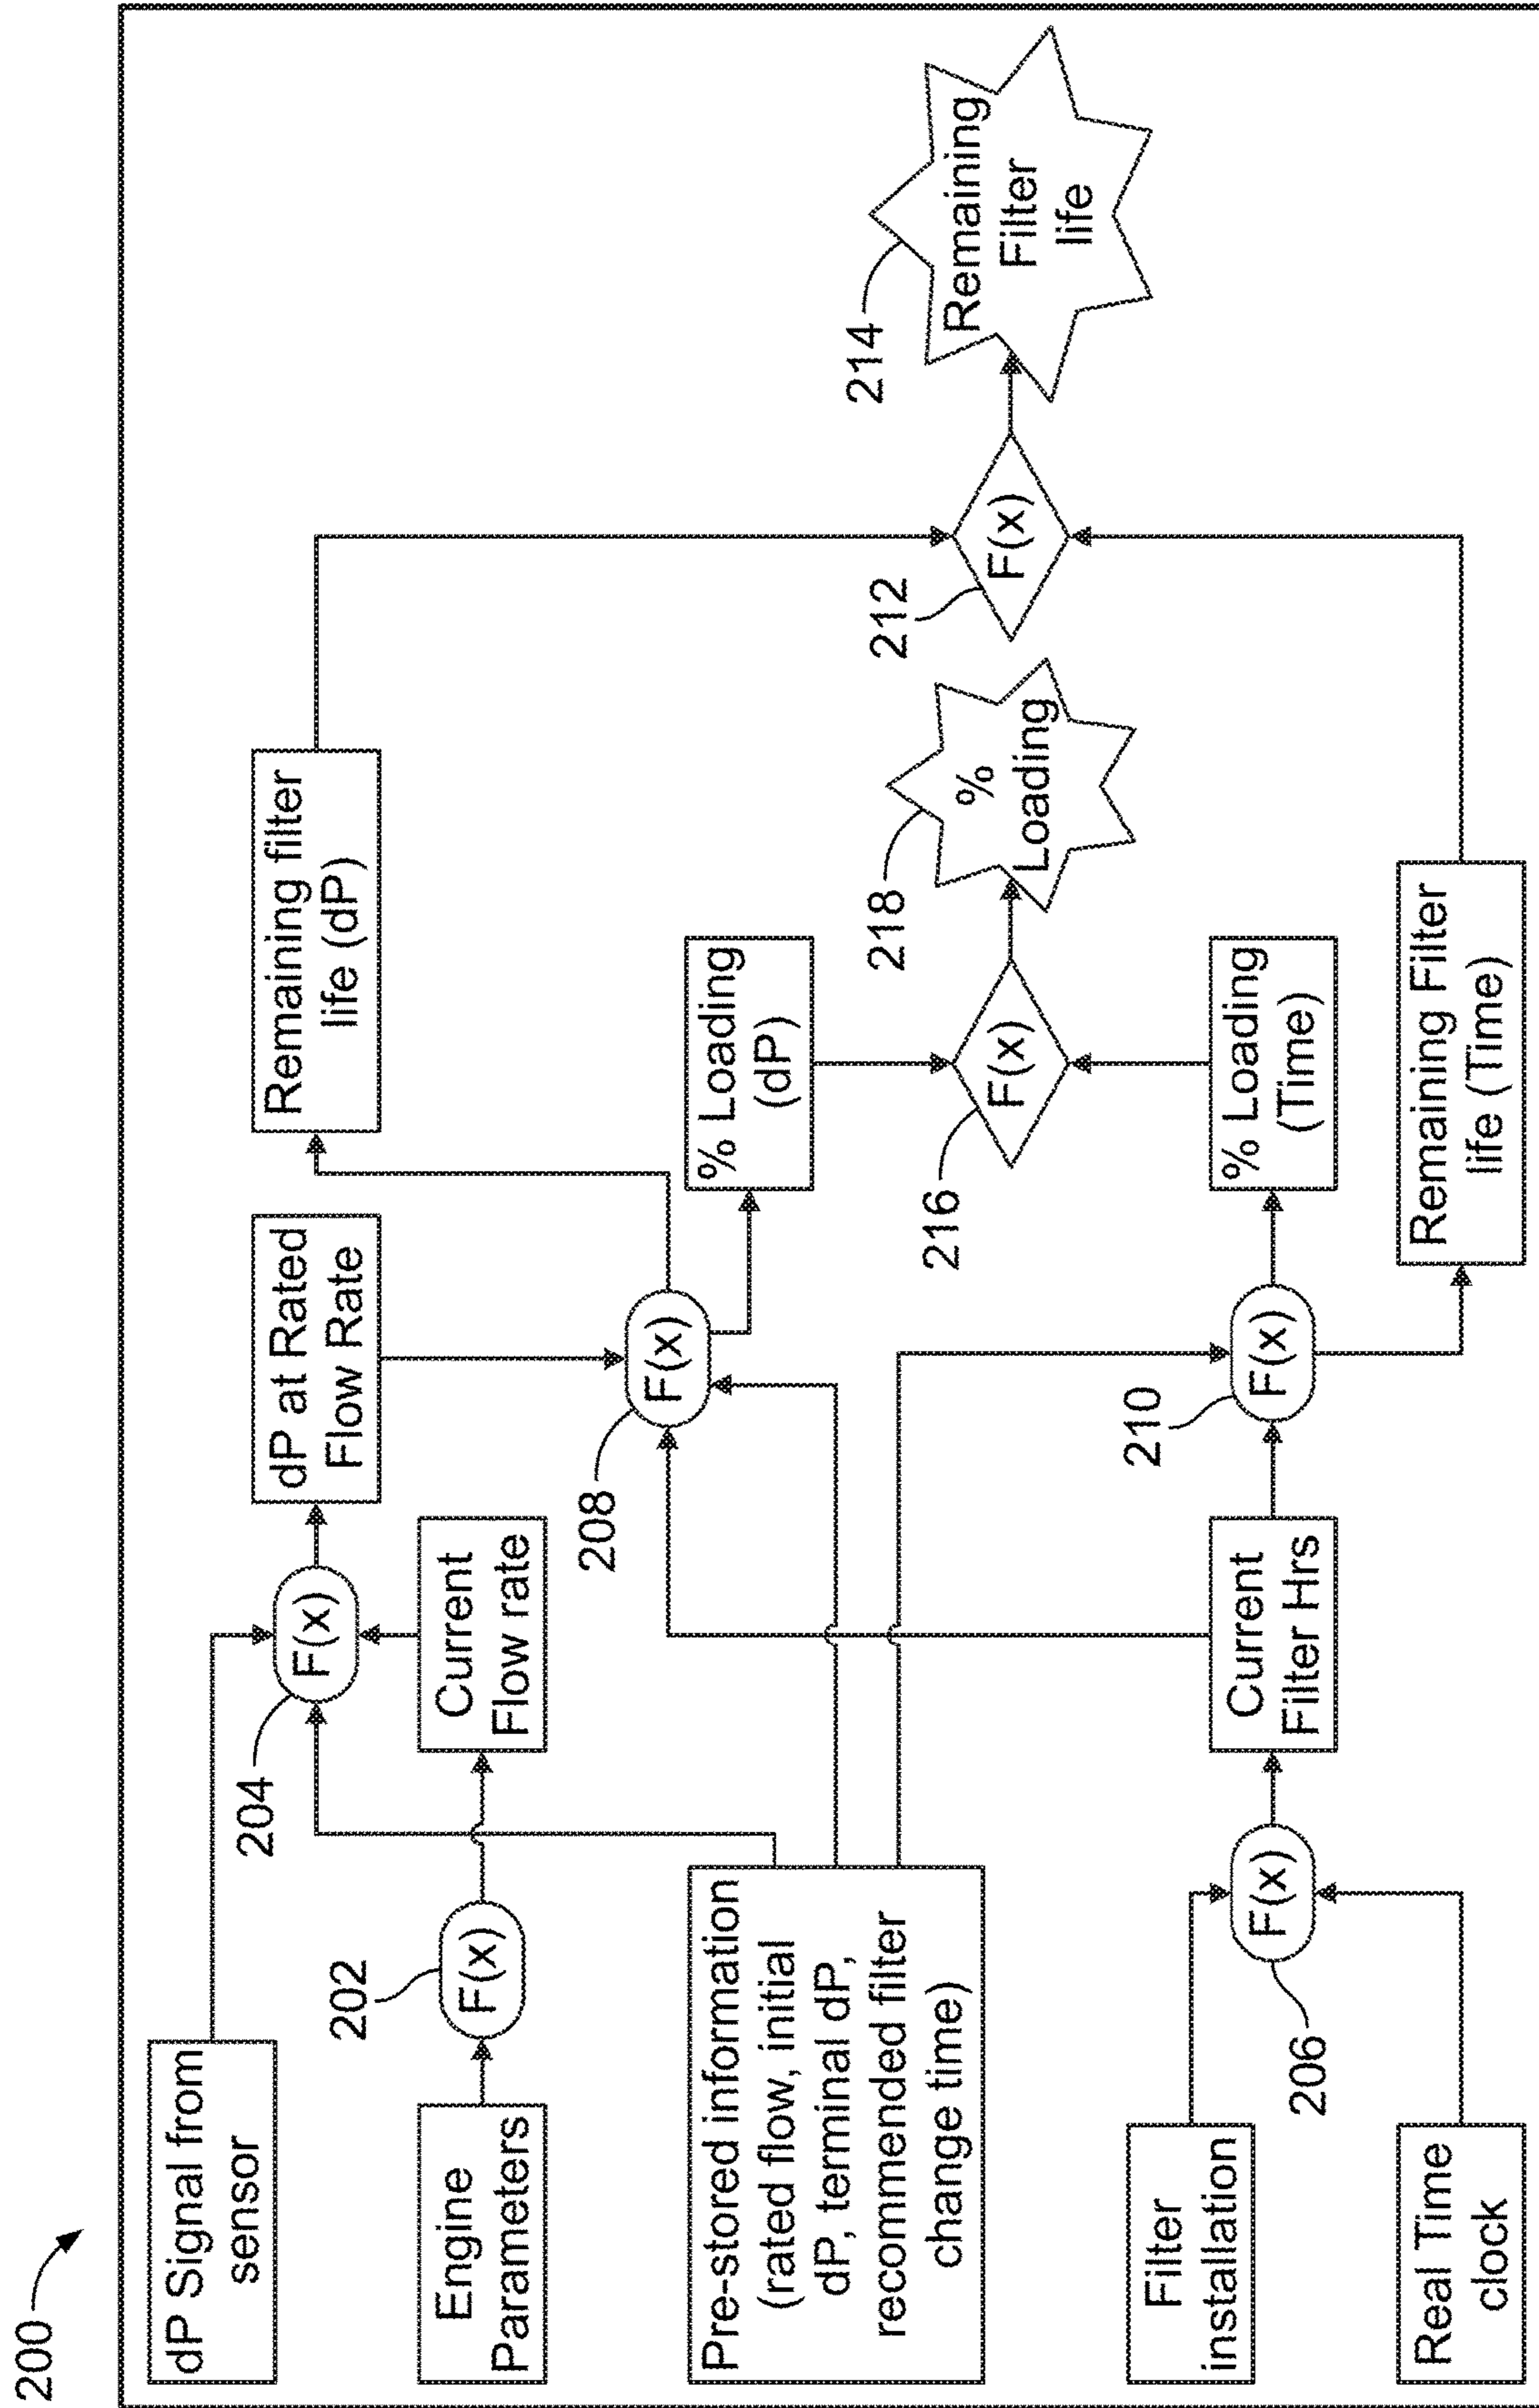 200
dP Signal from
sensor
Engine
Parameters
202
F(x)
Current
Flow rate
204
F(x)
dP at Rated
Flow Rate
Pre-stored information
(rated flow, initial
dP, terminal dP,
recommended filter
change time)
Filter
installation
Real Time
clock
206
F(x)
Current
Filter Hrs
208
F(x)
210
F(x)
Remaining filter
life (dP)
% Loading
(dP)
% Loading
(Time)
Remaining Filter
life (Time)
216
F(x)
218
%
Loading
212
F(x)
214
Remaining
Filter
life